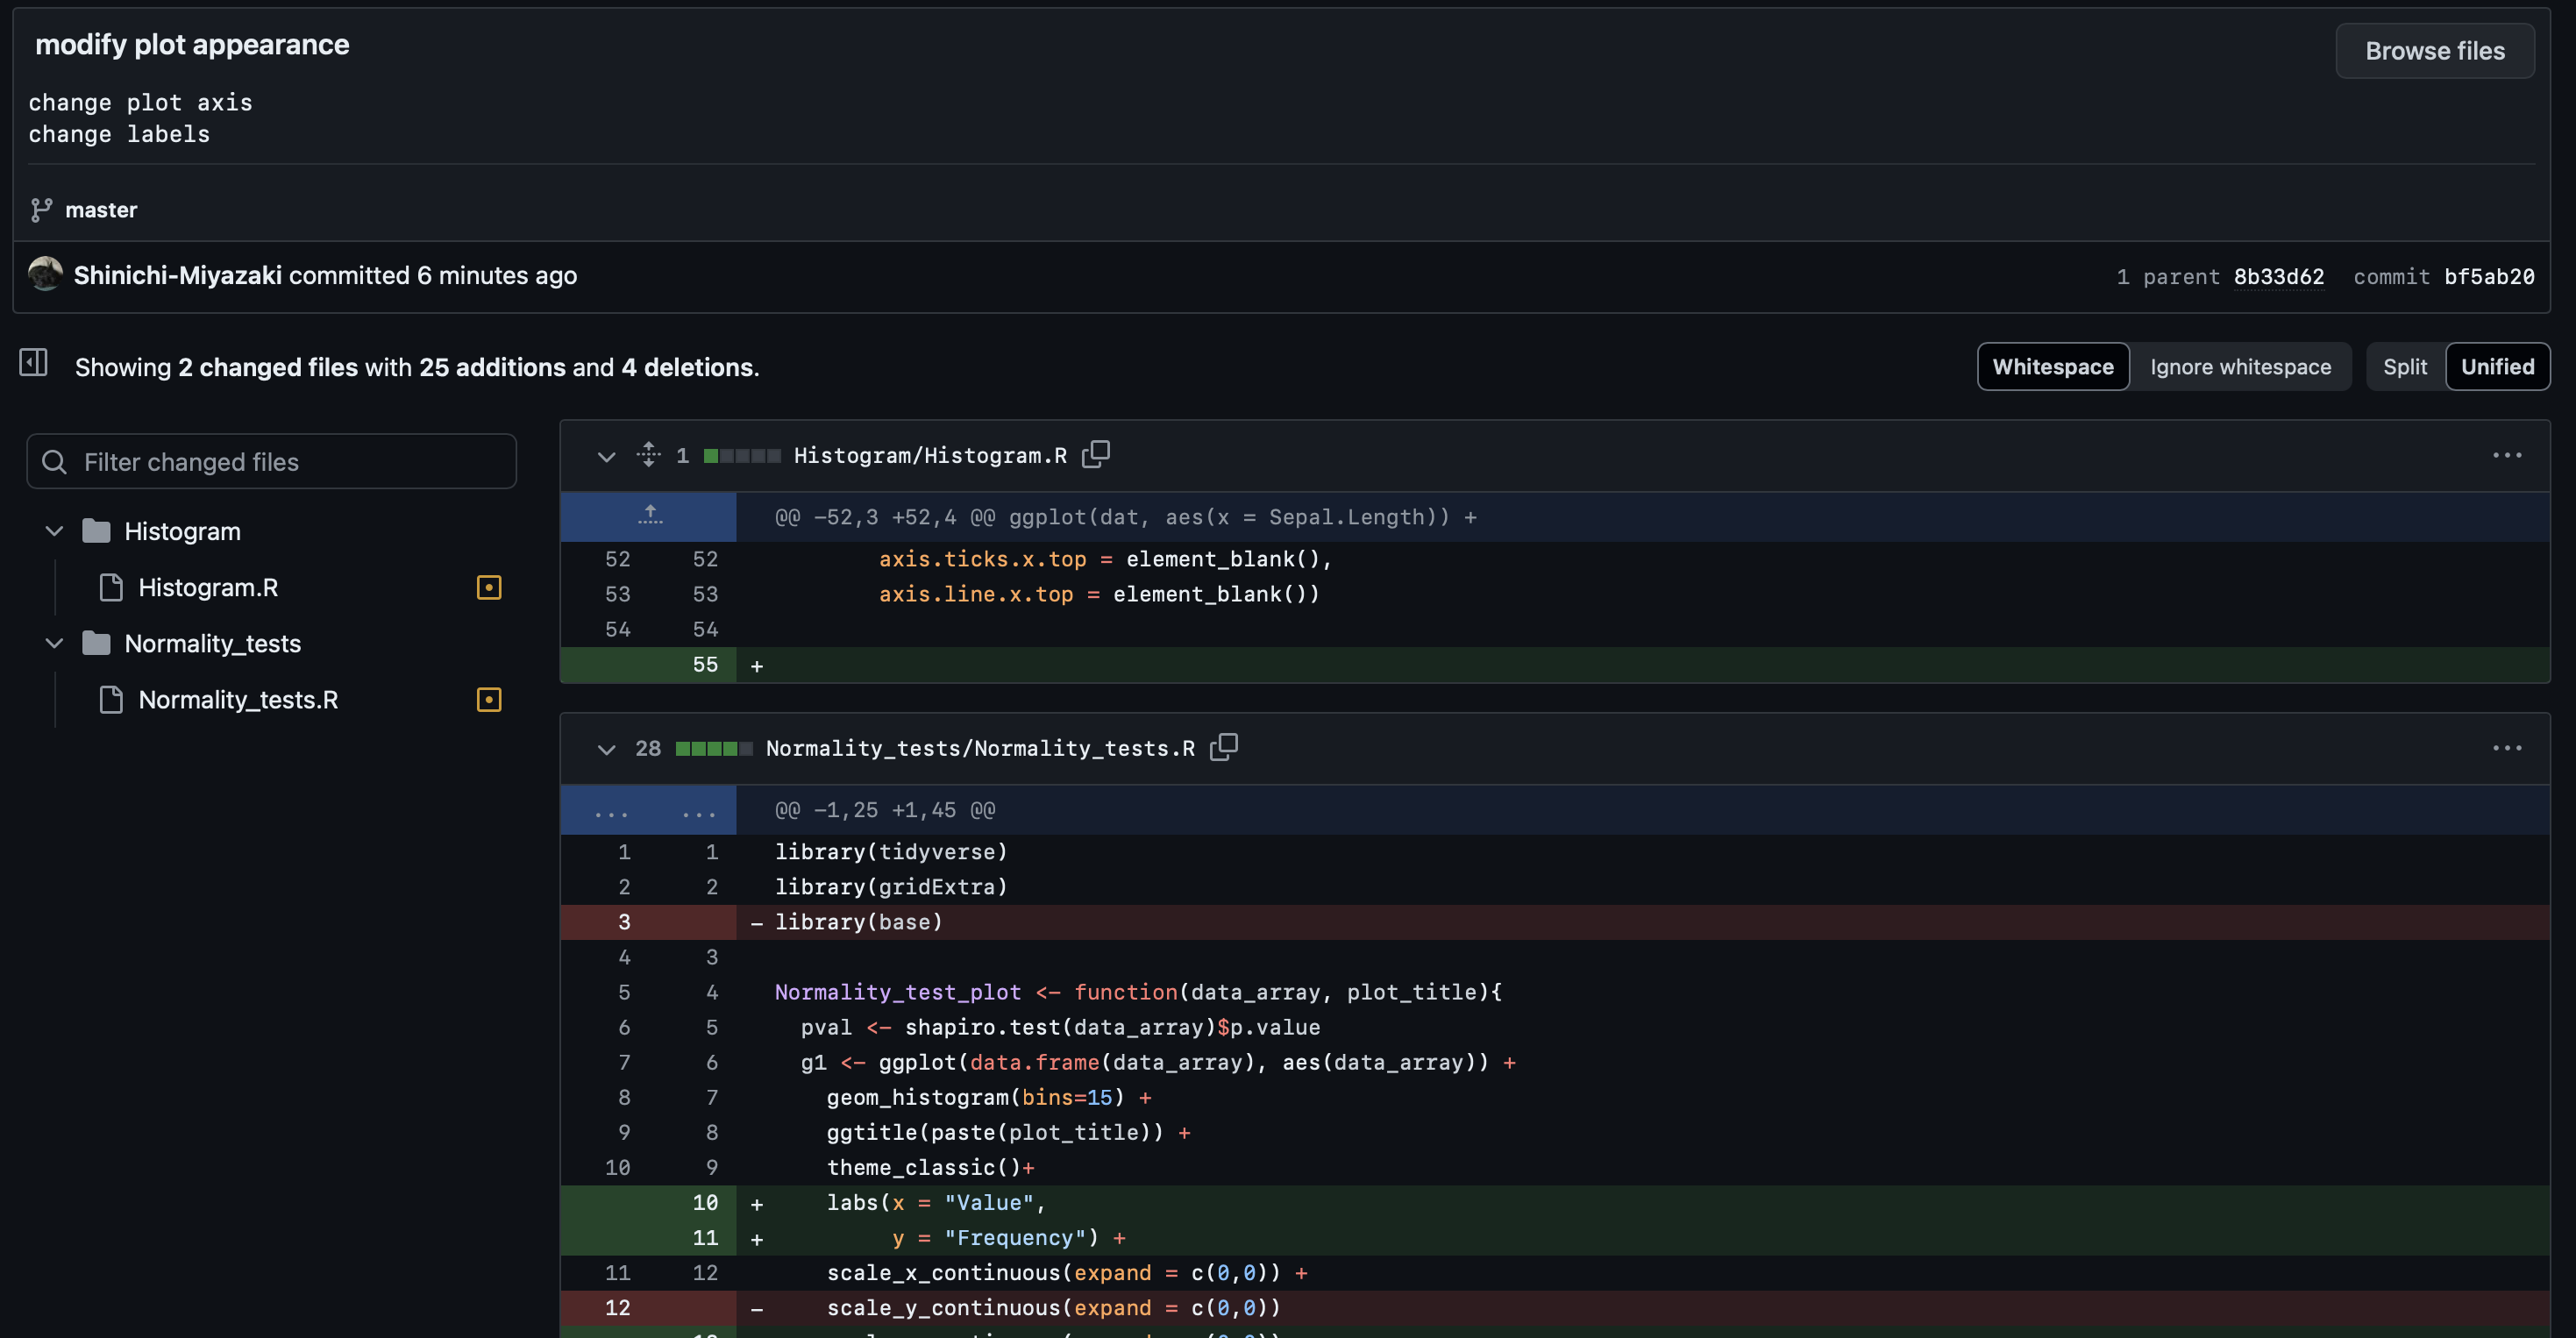 modify plot appearance
Browse files
change plot axis
change labels
master
Shinichi-Miyazaki committed 6 minutes ago
1 parent 8b33d62 commit bf5ab20
Showing 2 changed files with 25 additions and 4 deletions.
Whitespace Ignore whitespace Split Unified
Filter changed files
Histogram
Histogram.R
Normality_tests
Normality_tests.R
1 Histogram/Histogram.R
@@ -52,3 +52,4 @@ ggplot(dat, aes(x = Sepal.Length)) +
52 52 axis.ticks.x.top = element_blank(),
53 53 axis.line.x.top = element_blank())
54 54
55 +
28 Normality_tests/Normality_tests.R
@@ -1,25 +1,45 @@
1 1 library(tidyverse)
2 2 library(gridExtra)
3 - library(base)
4 3
5 4 Normality_test_plot <- function(data_array, plot_title){
6 5 pval <- shapiro.test(data_array)$p.value
7 6 g1 <- ggplot(data.frame(data_array), aes(data_array)) +
8 7 geom_histogram(bins=15) +
9 8 ggtitle(paste(plot_title)) +
10 9 theme_classic()+
10 + labs(x = "Value",
11 + y = "Frequency") +
11 12 scale_x_continuous(expand = c(0,0)) +
12 - scale_y_continuous(expand = c(0,0))